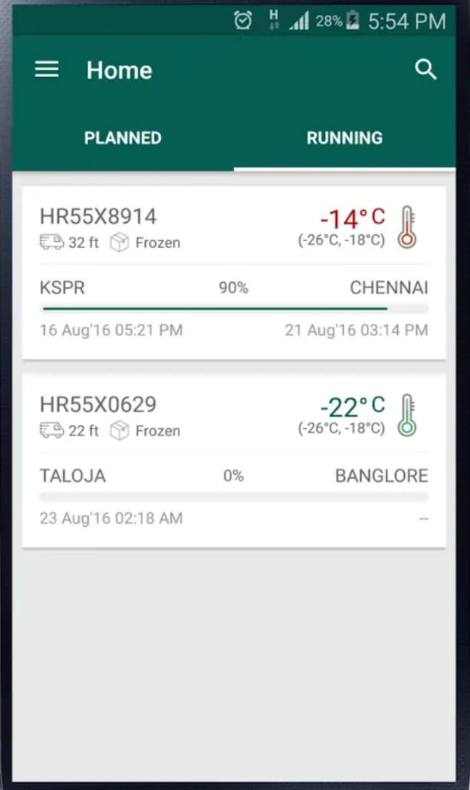 H 28% 5:54 PM
Home
PLANNED RUNNING
HR55X8914 -14°C
32 ft Frozen (-26°C, -18°C)
KSPR 90% CHENNAI
16 Aug'16 05:21 PM 21 Aug'16 03:14 PM
HR55X0629 -22°C
22 ft Frozen (-26°C, -18°C)
TALOJA 0% BANGLORE
23 Aug'16 02:18 AM --